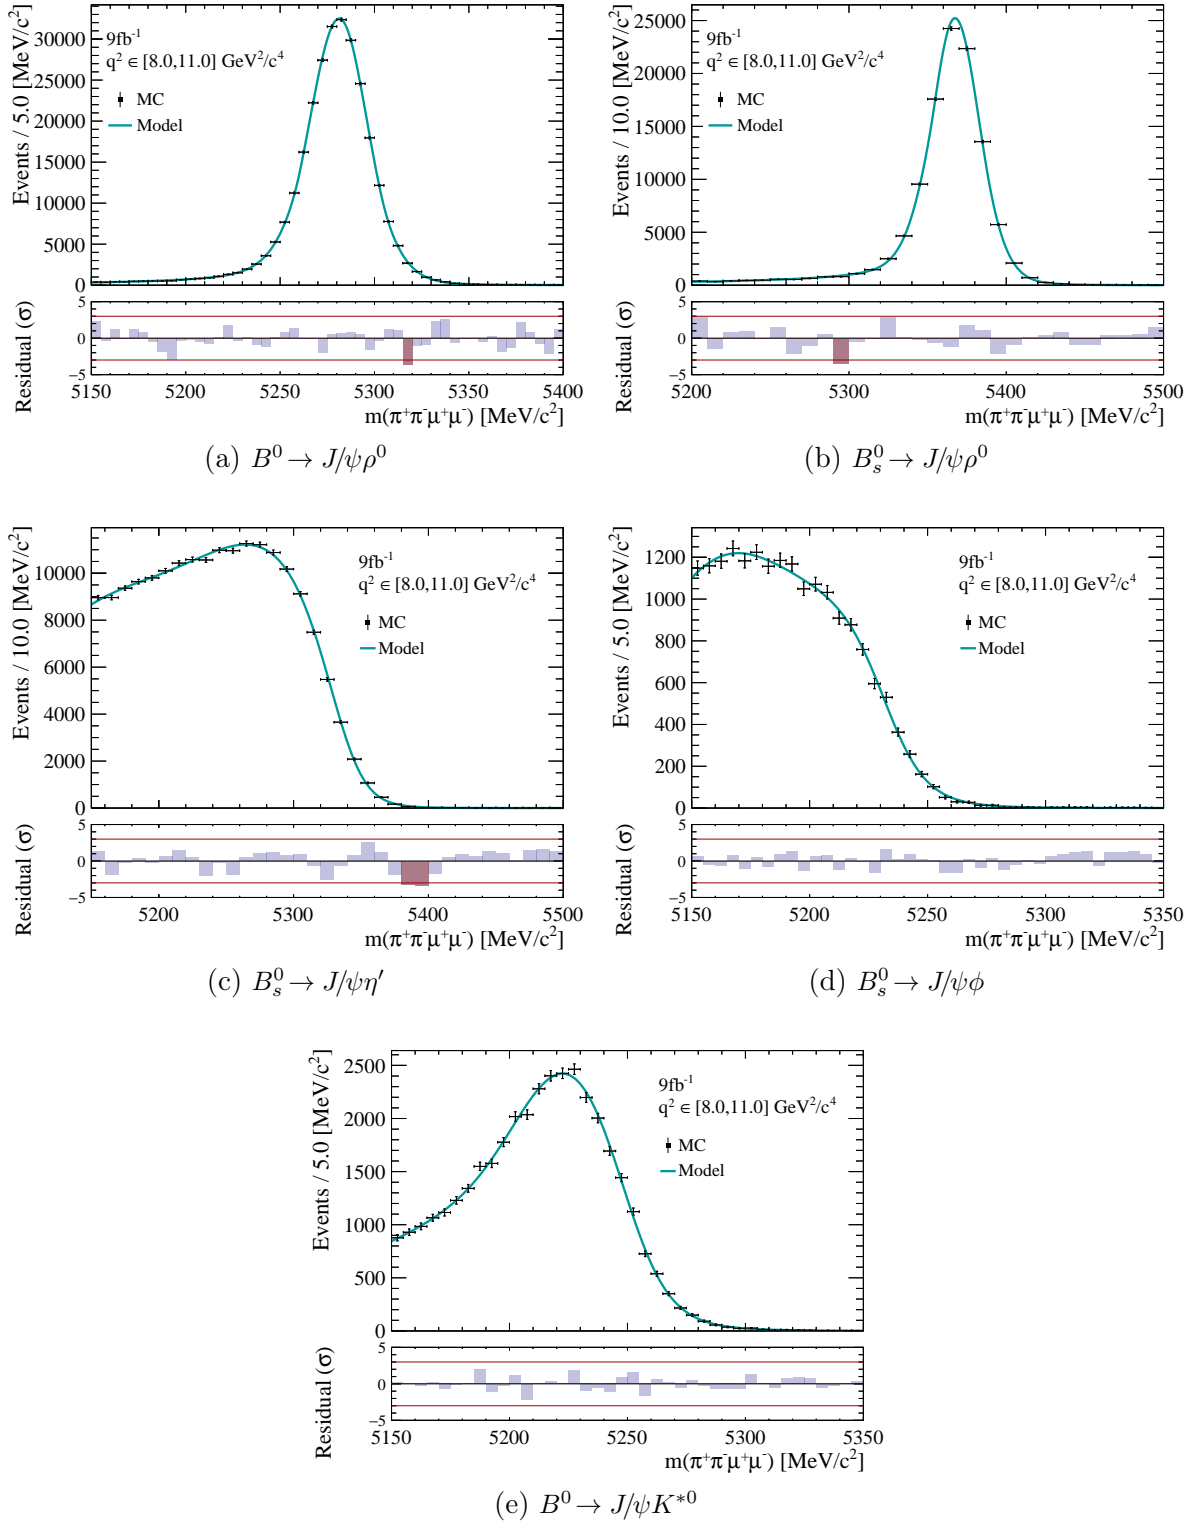 Events / 5.0 [MeV/c²]
30000
25000
20000
15000
10000
5000
0
9fb⁻¹
q² ∈ [8.0,11.0] GeV²/c⁴
MC
Model
Residual (σ)
5
0
−5
5150 5200 5250 5300 5350 5400
m(π⁺π⁻μ⁺μ⁻) [MeV/c²]
(a) B⁰ → J/ψρ⁰
Events / 10.0 [MeV/c²]
25000
20000
15000
10000
5000
0
9fb⁻¹
q² ∈ [8.0,11.0] GeV²/c⁴
MC
Model
Residual (σ)
5
0
−5
5200 5300 5400 5500
m(π⁺π⁻μ⁺μ⁻) [MeV/c²]
(b) B_s⁰ → J/ψρ⁰
Events / 10.0 [MeV/c²]
10000
8000
6000
4000
2000
0
9fb⁻¹
q² ∈ [8.0,11.0] GeV²/c⁴
MC
Model
Residual (σ)
5
0
−5
5200 5300 5400 5500
m(π⁺π⁻μ⁺μ⁻) [MeV/c²]
(c) B_s⁰ → J/ψη′
Events / 5.0 [MeV/c²]
1200
1000
800
600
400
200
0
9fb⁻¹
q² ∈ [8.0,11.0] GeV²/c⁴
MC
Model
Residual (σ)
5
0
−5
5150 5200 5250 5300 5350
m(π⁺π⁻μ⁺μ⁻) [MeV/c²]
(d) B_s⁰ → J/ψϕ
Events / 5.0 [MeV/c²]
2500
2000
1500
1000
500
0
9fb⁻¹
q² ∈ [8.0,11.0] GeV²/c⁴
MC
Model
Residual (σ)
5
0
−5
5150 5200 5250 5300 5350
m(π⁺π⁻μ⁺μ⁻) [MeV/c²]
(e) B⁰ → J/ψK*⁰